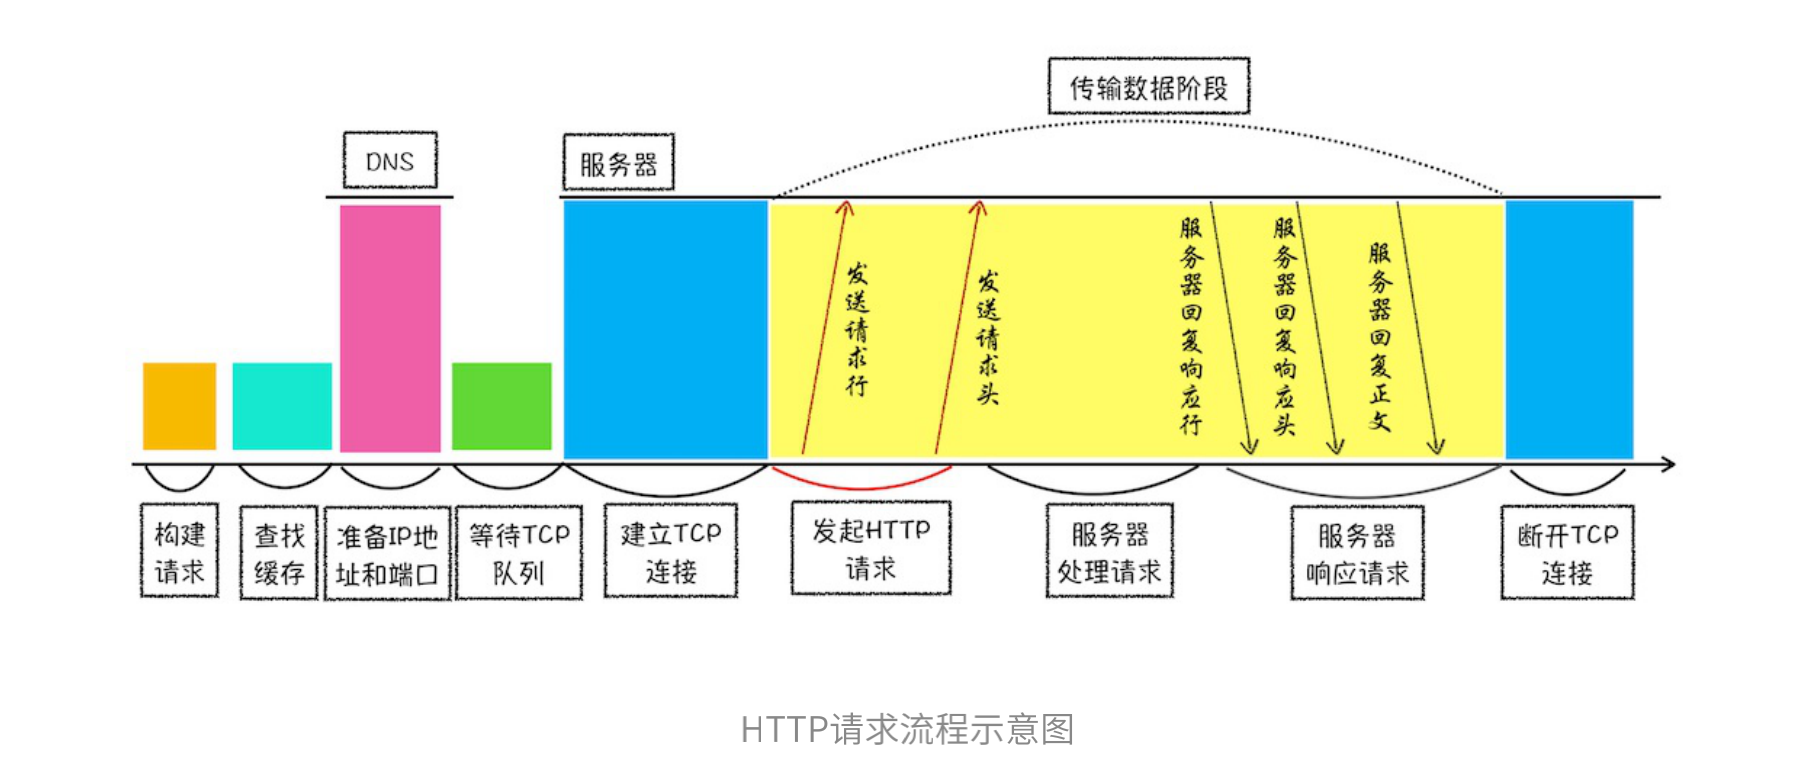 传输数据阶段
DNS
服务器
发送请求行
发送请求头
服务器回复响应行
服务器回复响应头
服务器回复正文
构建
请求
查找
缓存
准备IP地
址和端口
等待TCP
队列
建立TCP
连接
发起HTTP
请求
服务器
处理请求
服务器
响应请求
断开TCP
连接
HTTP请求流程示意图